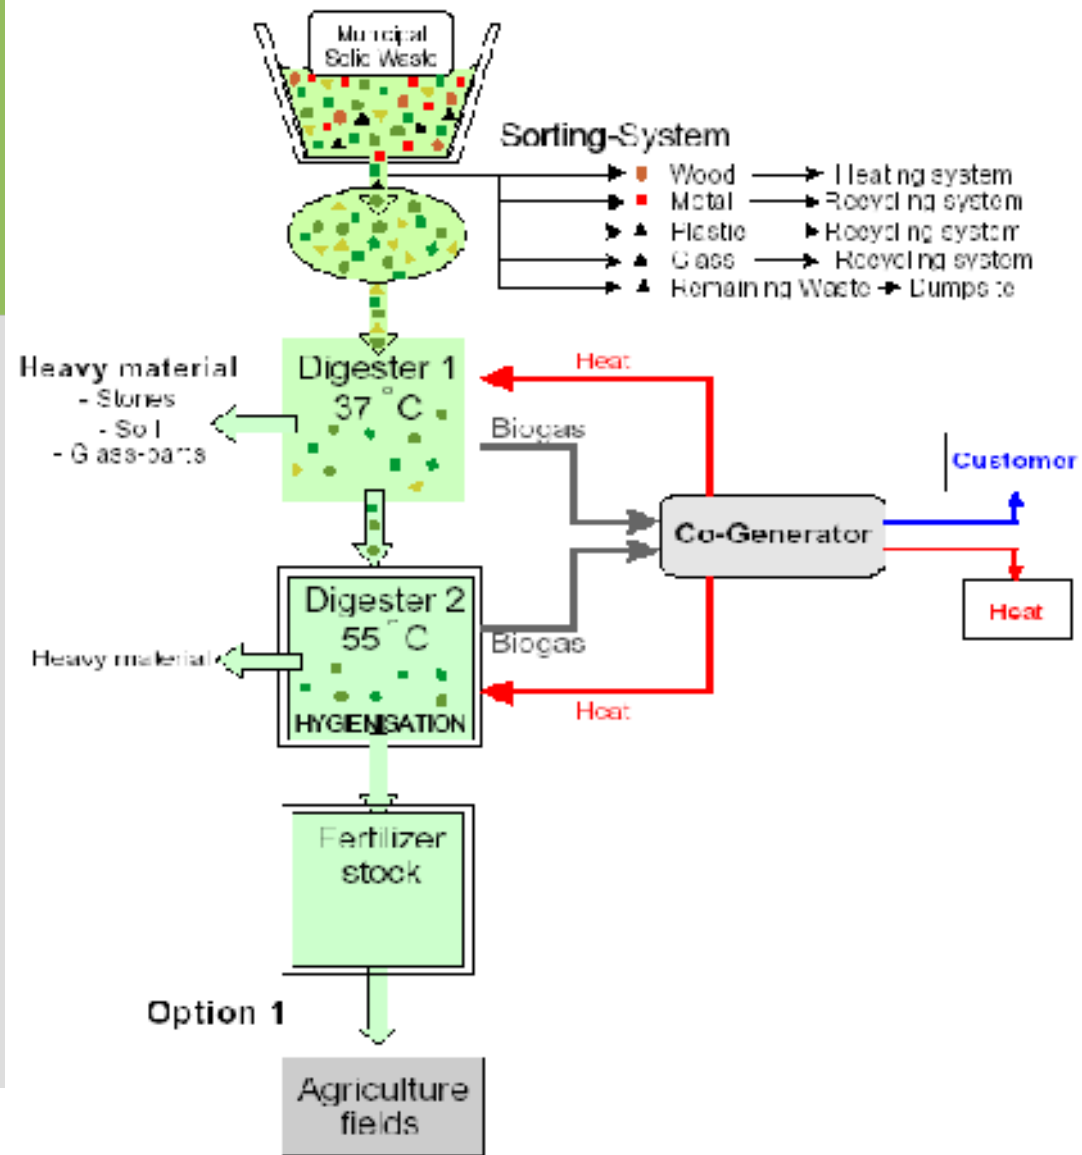 Municipal
Solid Waste
Sorting-System
Wood
Heating system
Metal
Recycling system
Plastic
Recycling system
Glass
Recycling system
Remaining Waste
Dumpsite
Heavy material
- Stones
- Soil
- Glass-parts
Digester 1
37 °C
Heat
Biogas
Customer
Co-Generator
Heat
Digester 2
55 °C
HYGIENISATION
Heavy material
Biogas
Heat
Fertilizer
stock
Option 1
Agriculture
fields